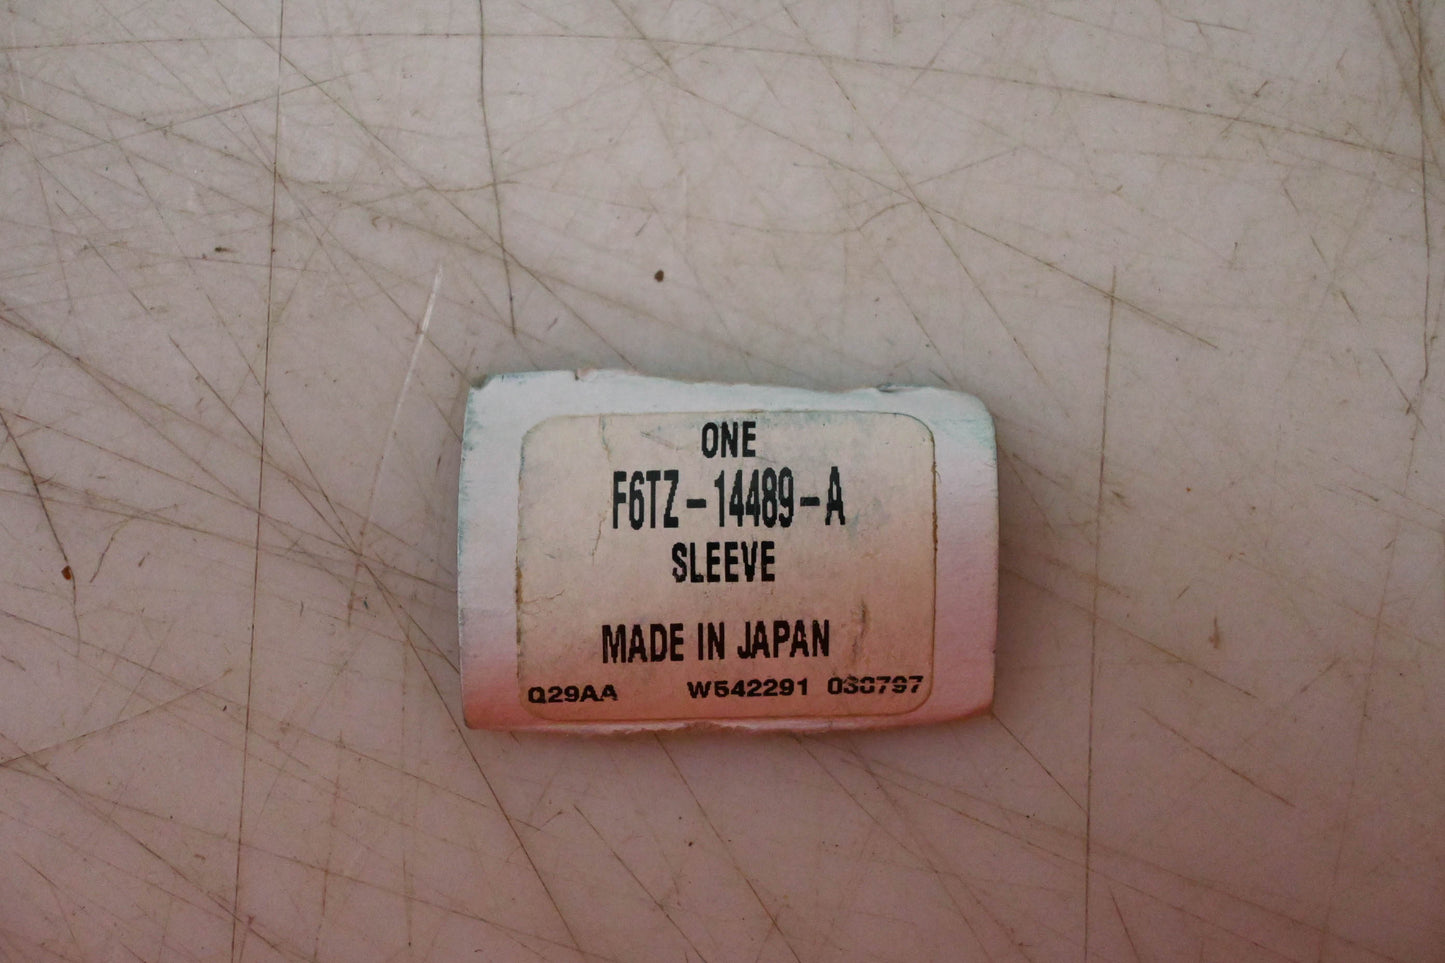 ONE
F6TZ-14489-A
SLEEVE
MADE IN JAPAN
Q29AA W542291 030797